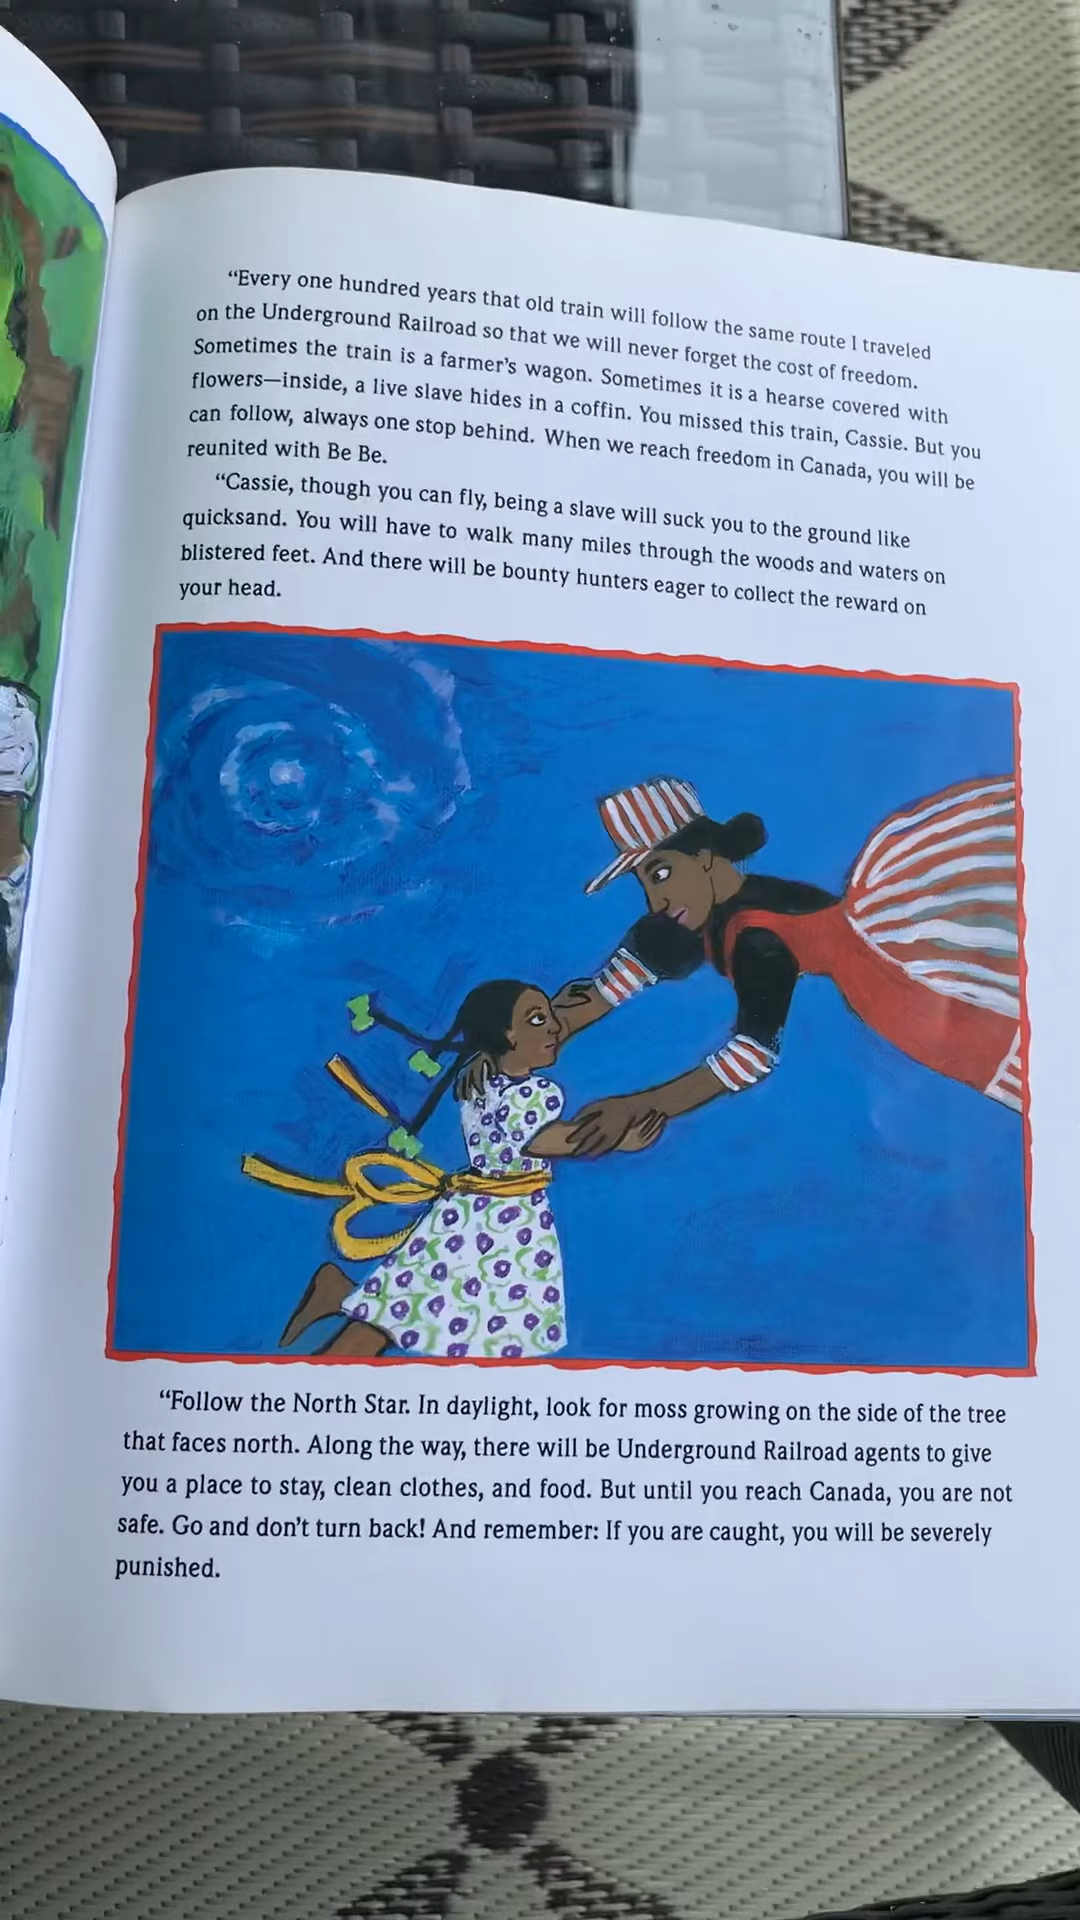 “Every one hundred years that old train will follow the same route I traveled
on the Underground Railroad so that we will never forget the cost of freedom.
Sometimes the train is a farmer’s wagon. Sometimes it is a hearse covered with
flowers—inside, a live slave hides in a coffin. You missed this train, Cassie. But you
can follow, always one stop behind. When we reach freedom in Canada, you will be
reunited with Be Be.
“Cassie, though you can fly, being a slave will suck you to the ground like
quicksand. You will have to walk many miles through the woods and waters on
blistered feet. And there will be bounty hunters eager to collect the reward on
your head.
“Follow the North Star. In daylight, look for moss growing on the side of the tree
that faces north. Along the way, there will be Underground Railroad agents to give
you a place to stay, clean clothes, and food. But until you reach Canada, you are not
safe. Go and don’t turn back! And remember: If you are caught, you will be severely
punished.